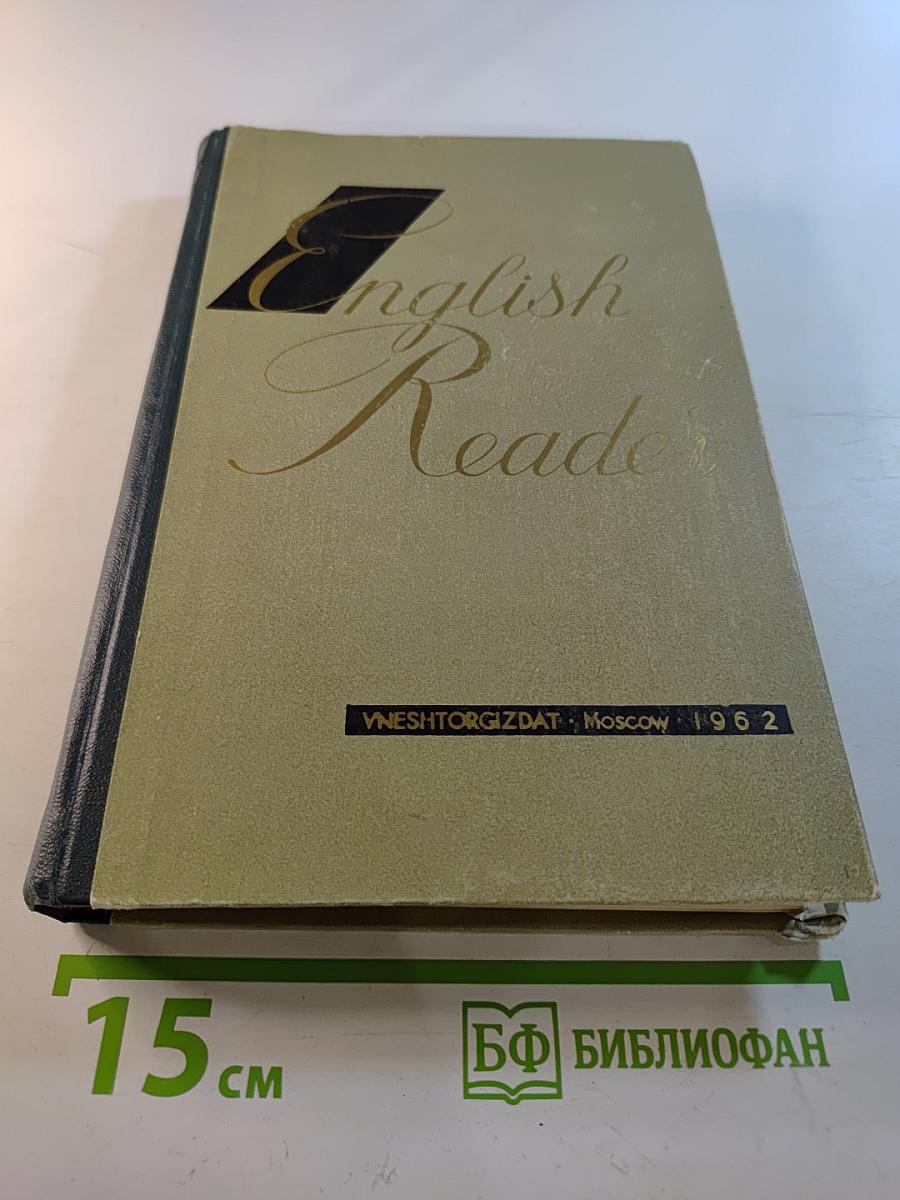 English
Reader
VNESHTORGIZDAT · MOSCOW · 1962
15 см
БФ БИБЛИОФАН